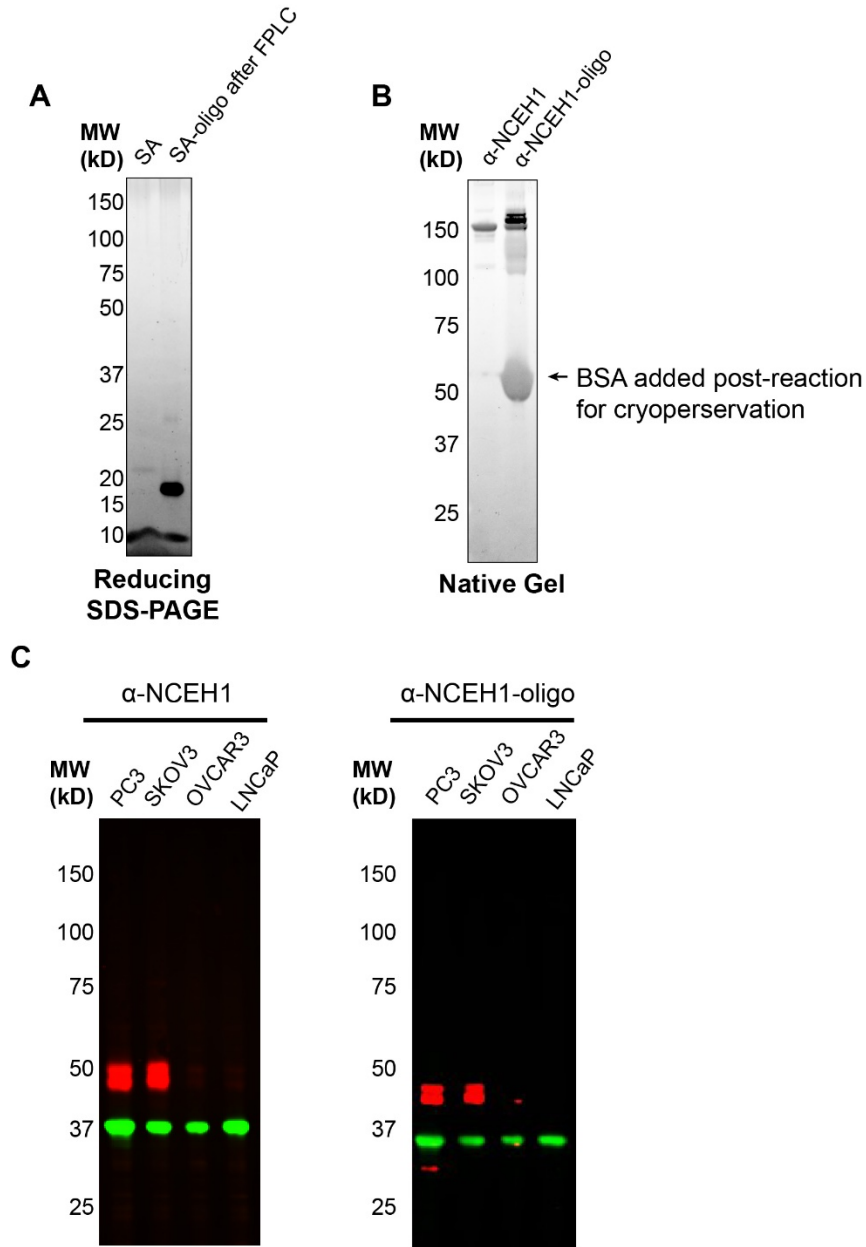 A
MW
(kD)
SA
SA-oligo after FPLC
150
100
75
50
37
25
20
15
10
Reducing
SDS-PAGE
B
MW
(kD)
α-NCEH1
α-NCEH1-oligo
150
100
75
50
37
25
BSA added post-reaction
for cryoperservation
Native Gel
C
α-NCEH1
MW
(kD)
PC3
SKOV3
OVCAR3
LNCaP
150
100
75
50
37
25
α-NCEH1-oligo
MW
(kD)
PC3
SKOV3
OVCAR3
LNCaP
150
100
75
50
37
25